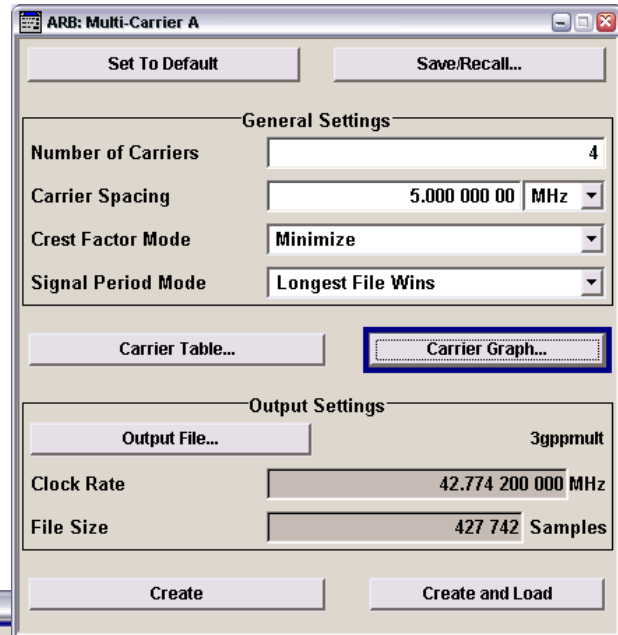 ARB: Multi-Carrier A
Set To Default Save/Recall...
General Settings
Number of Carriers 4
Carrier Spacing 5.000 000 00 MHz
Crest Factor Mode Minimize
Signal Period Mode Longest File Wins
Carrier Table... Carrier Graph...
Output Settings
Output File... 3gppmult
Clock Rate 42.774 200 000 MHz
File Size 427 742 Samples
Create Create and Load